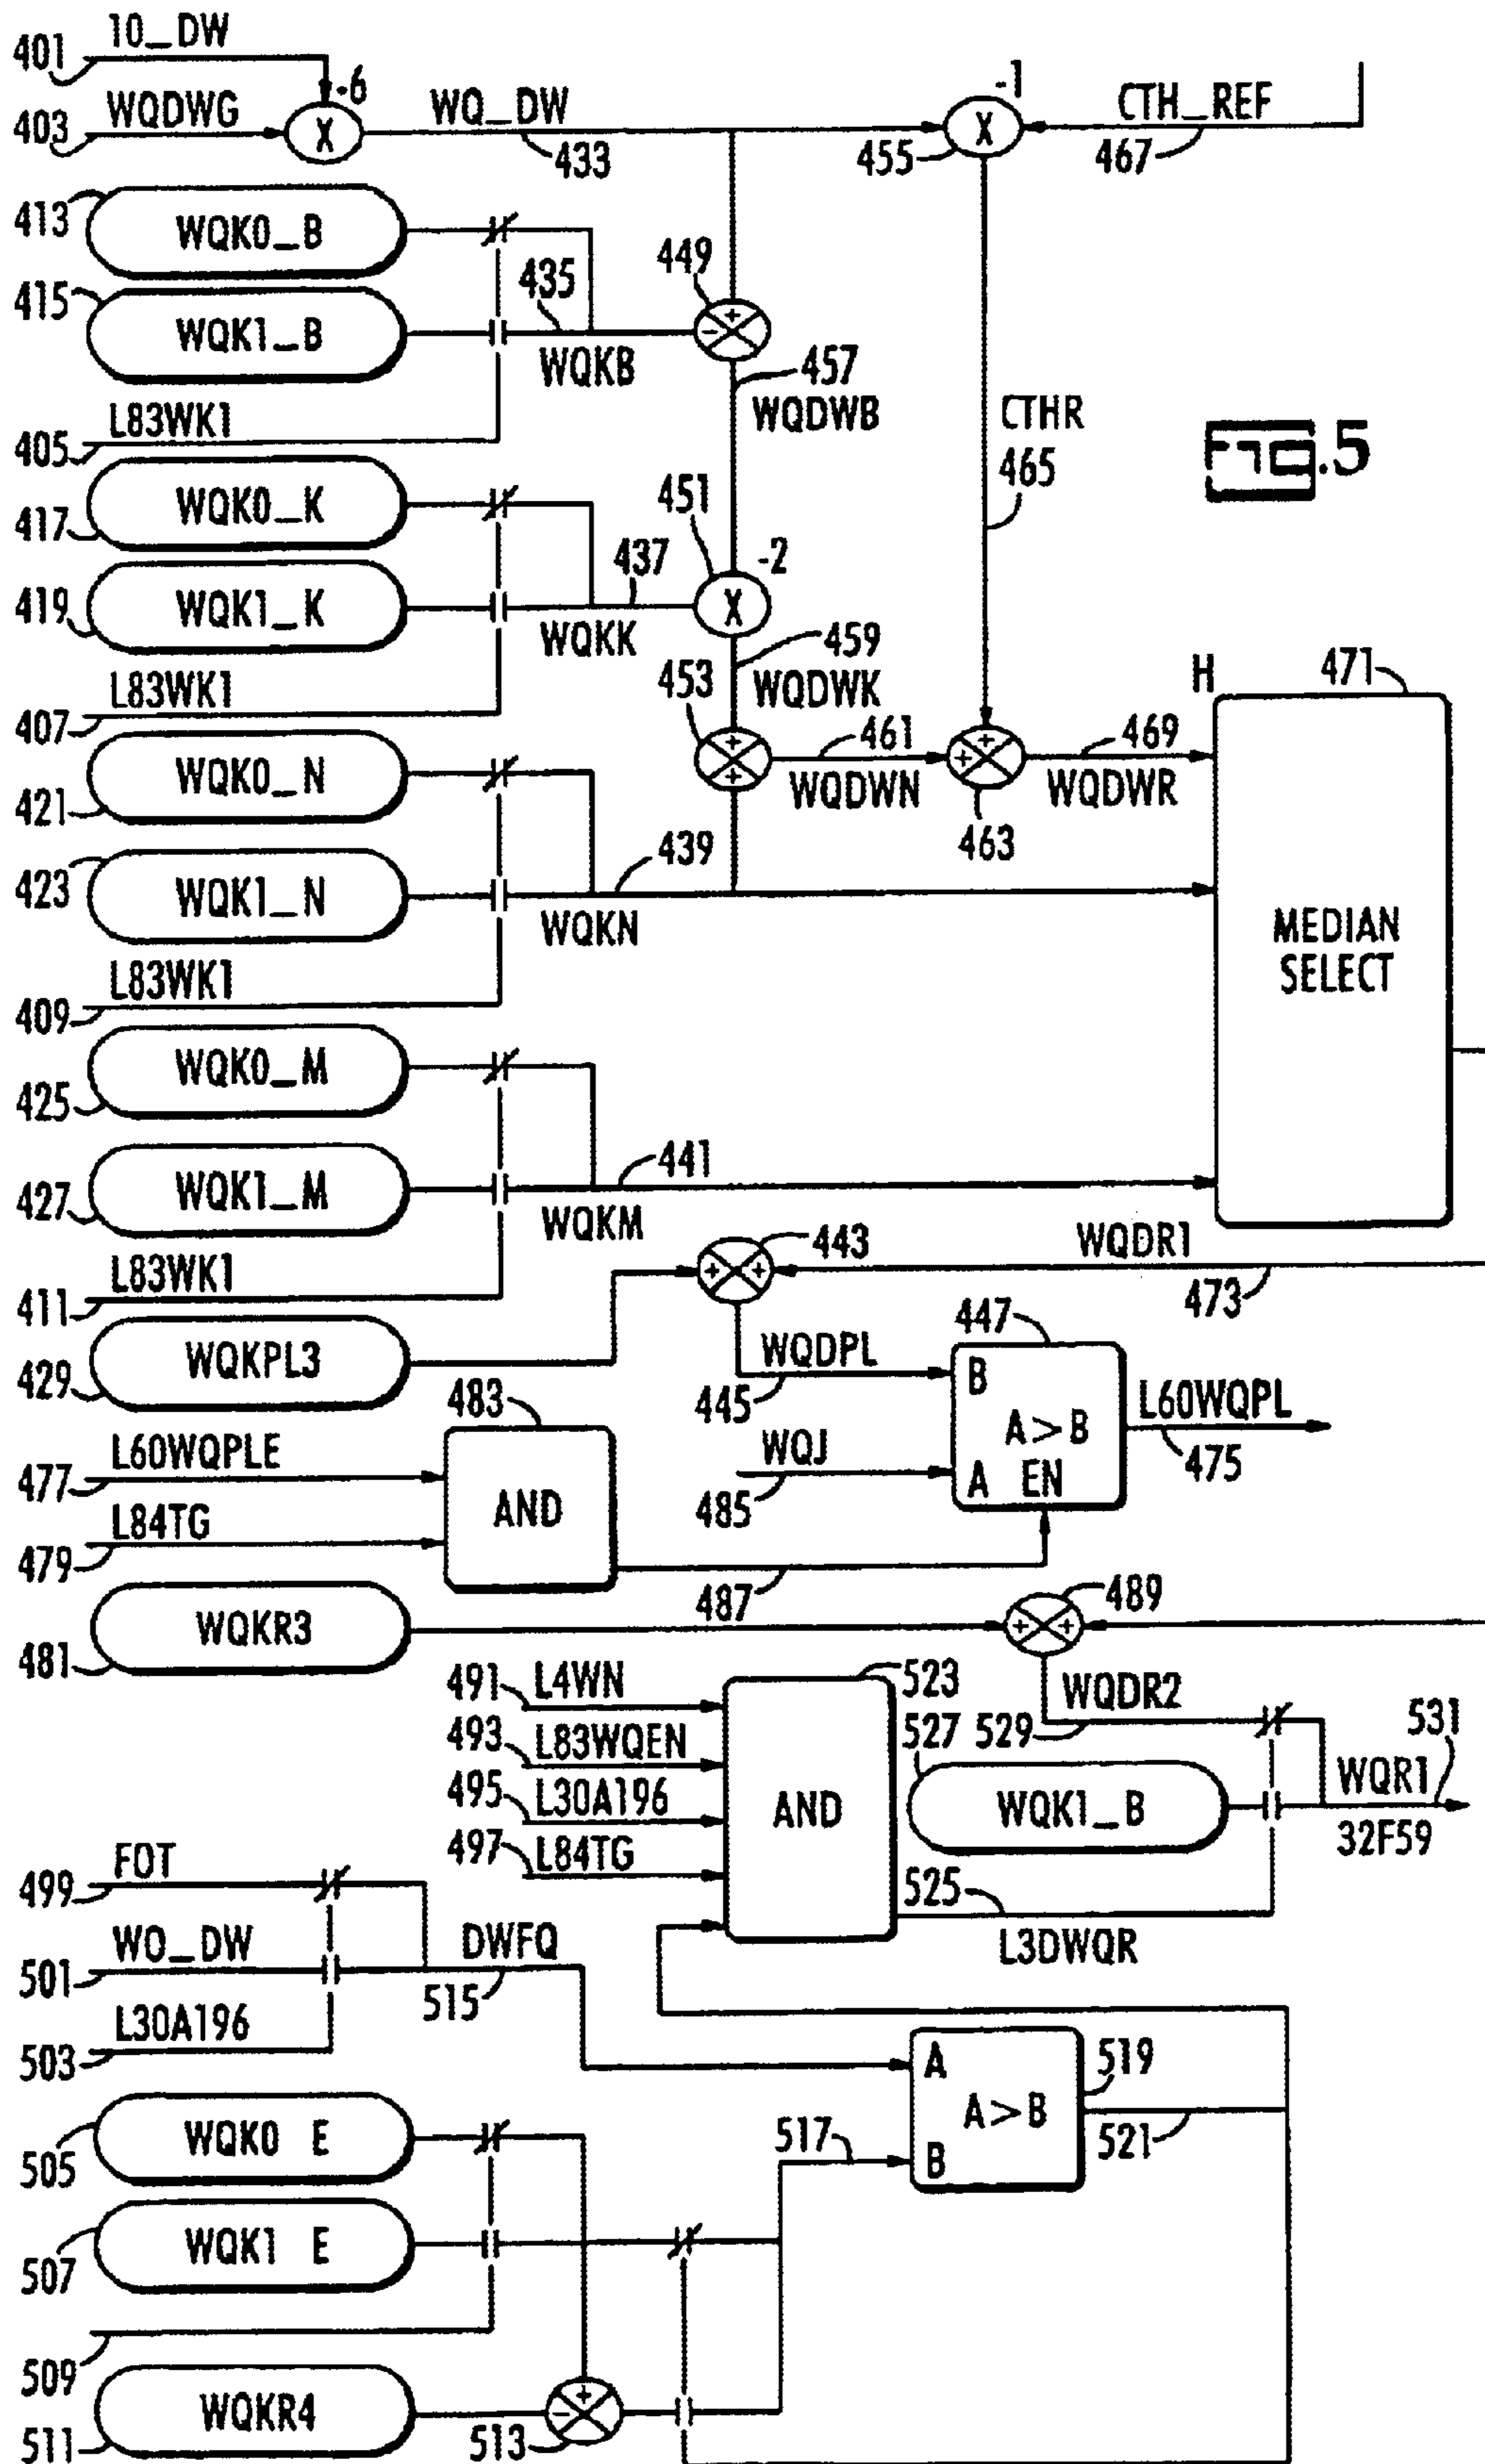 401 10_DW
-6
403 WQDWG
X
WQ_DW
433
-1
X
455
CTH_REF
467
413 WQK0_B
415 WQK1_B
435
WQKB
449
+
-
457
WQDWB
405 L83WK1
CTHR
465
FIG.5
417 WQK0_K
419 WQK1_K
437
WQKK
451
-2
X
459
WQDWK
407 L83WK1
453
+
+
461
WQDWN
+
+
463
469
WQDWR
H
471
MEDIAN
SELECT
421 WQK0_N
423 WQK1_N
439
WQKN
409 L83WK1
425 WQK0_M
427 WQK1_M
441
WQKM
411 L83WK1
443
+ +
WQDR1
473
429 WQKPL3
WQDPL
445
447
B
A>B
A EN
L60WQPL
475
WQJ
485
483
AND
477 L60WQPLE
479 L84TG
487
481 WQKR3
489
+ +
491 L4WN
493 L83WQEN
495 L30A196
497 L84TG
523
AND
WQDR2
529
527
WQK1_B
531
WQR1
32F59
525
L3DWQR
499 FOT
501 WO_DW
503 L30A196
DWFQ
515
A
A>B
B
519
521
517
505 WQK0 E
507 WQK1 E
509
511 WQKR4
+
-
513